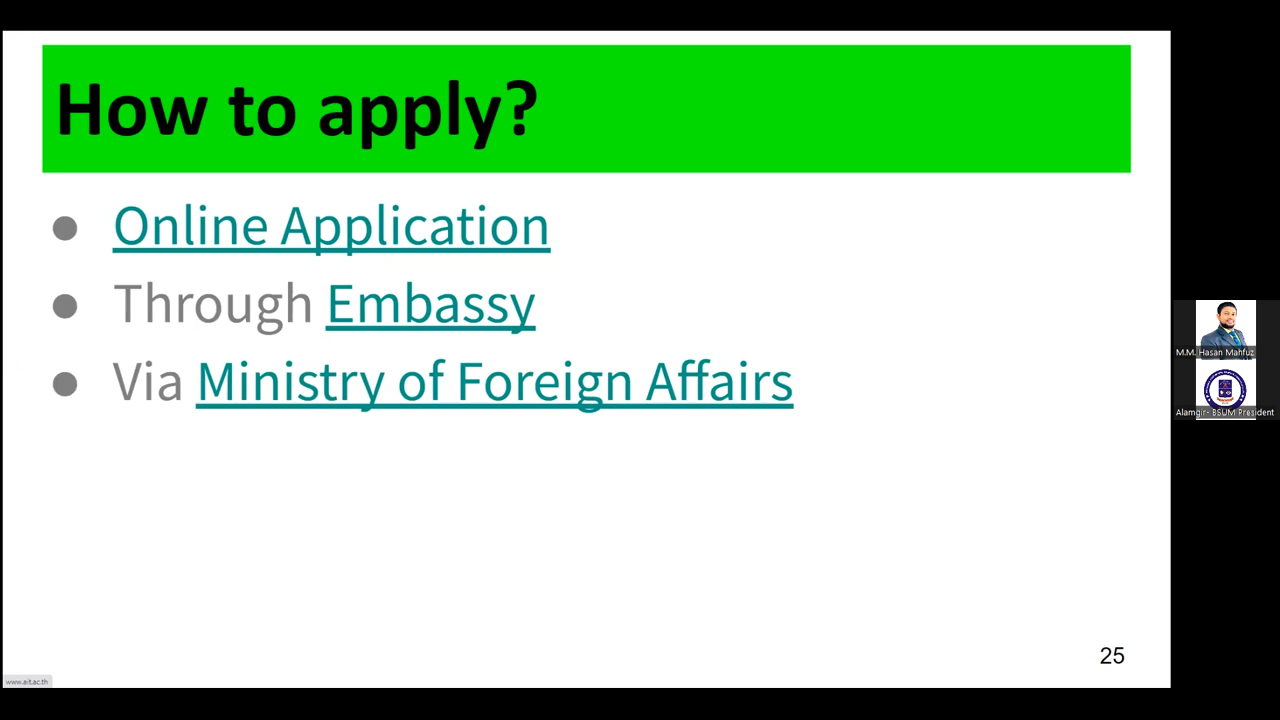 How to apply?
● Online Application
● Through Embassy
● Via Ministry of Foreign Affairs
M.M. Hasan Mahfuz
Alamgir- BSUM President
25
www.ait.ac.th